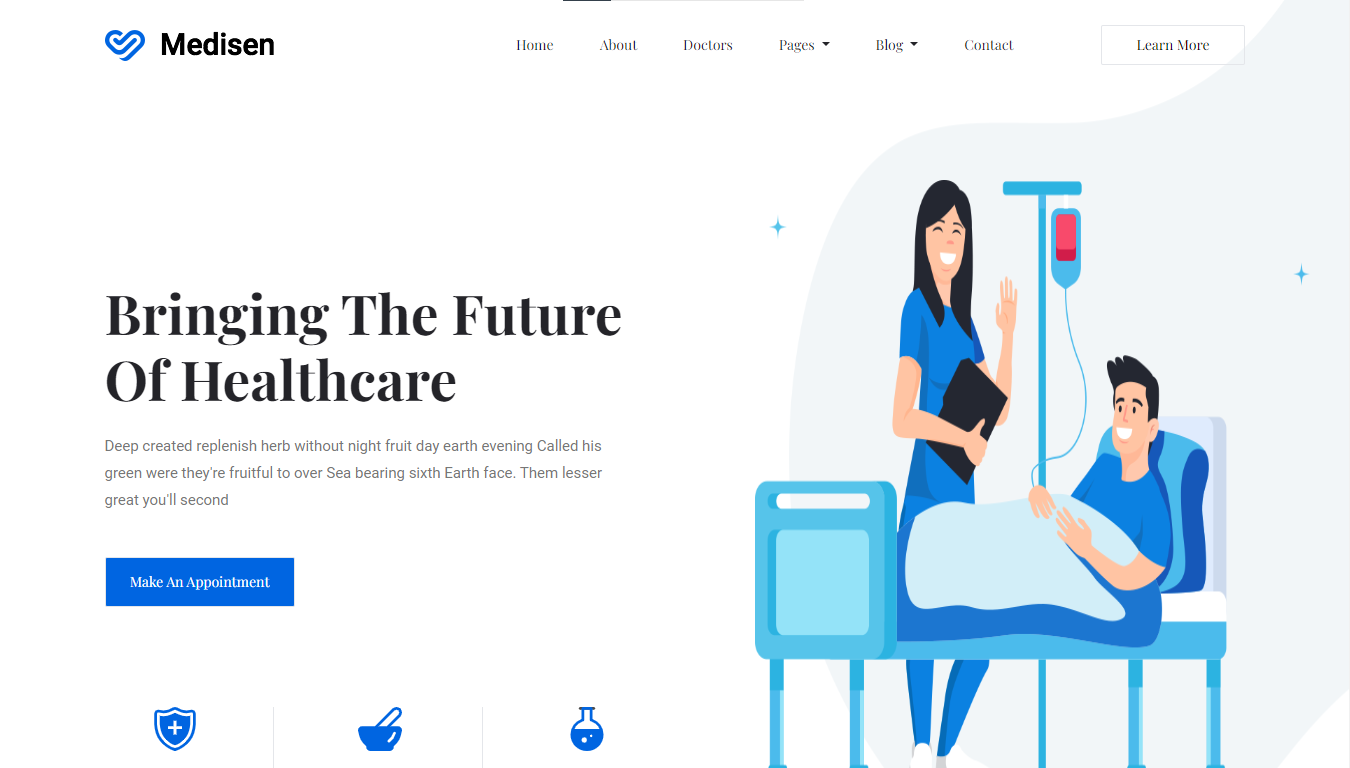 Medisen
Home About Doctors Pages Blog Contact Learn More
Bringing The Future
Of Healthcare
Deep created replenish herb without night fruit day earth evening Called his
green were they're fruitful to over Sea bearing sixth Earth face. Them lesser
great you'll second
Make An Appointment